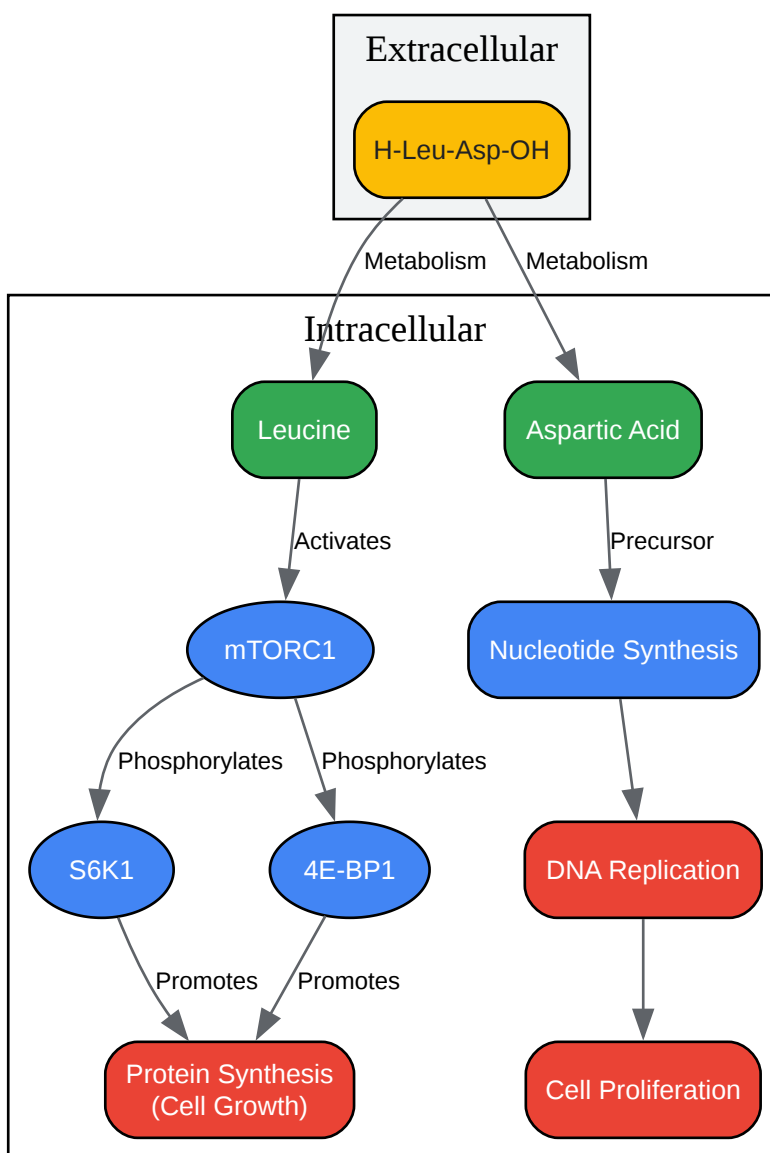 Extracellular
H-Leu-Asp-OH
Metabolism
Metabolism
Intracellular
Leucine
Aspartic Acid
Activates
Precursor
mTORC1
Nucleotide Synthesis
Phosphorylates
Phosphorylates
S6K1
4E-BP1
DNA Replication
Promotes
Promotes
Protein Synthesis
(Cell Growth)
Cell Proliferation